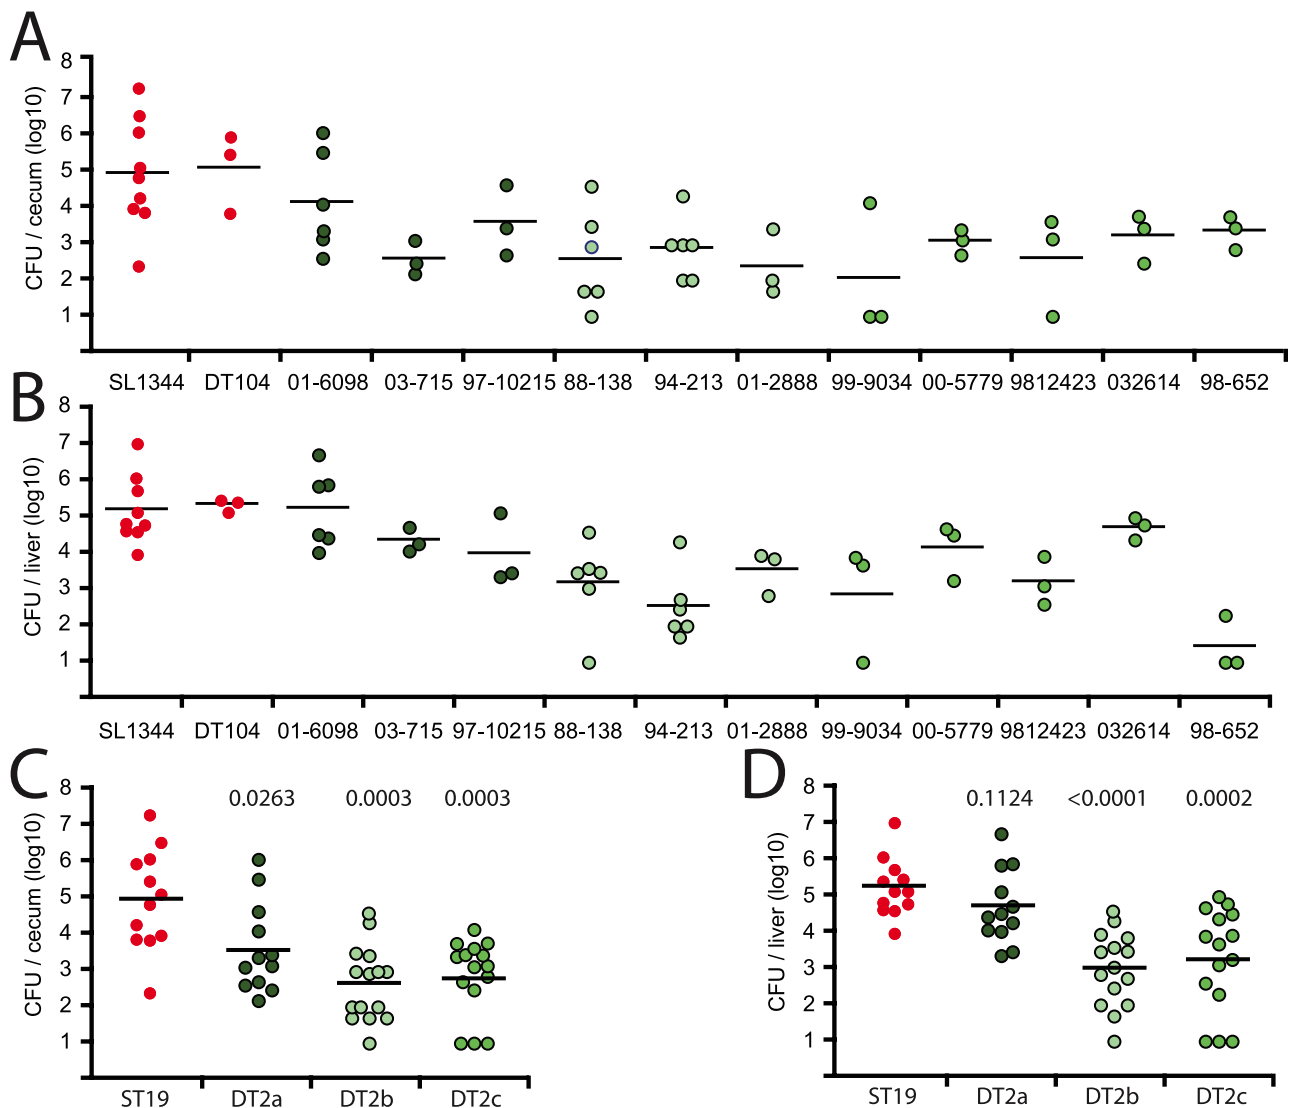 A
CFU / cecum (log10)
8
7
6
5
4
3
2
1
SL1344 DT104 01-6098 03-715 97-10215 88-138 94-213 01-2888 99-9034 00-5779 9812423 032614 98-652
B
CFU / liver (log10)
8
7
6
5
4
3
2
1
SL1344 DT104 01-6098 03-715 97-10215 88-138 94-213 01-2888 99-9034 00-5779 9812423 032614 98-652
C
CFU / cecum (log10)
8
7
6
5
4
3
2
1
0.0263 0.0003 0.0003
ST19 DT2a DT2b DT2c
D
CFU / liver (log10)
8
7
6
5
4
3
2
1
0.1124 <0.0001 0.0002
ST19 DT2a DT2b DT2c